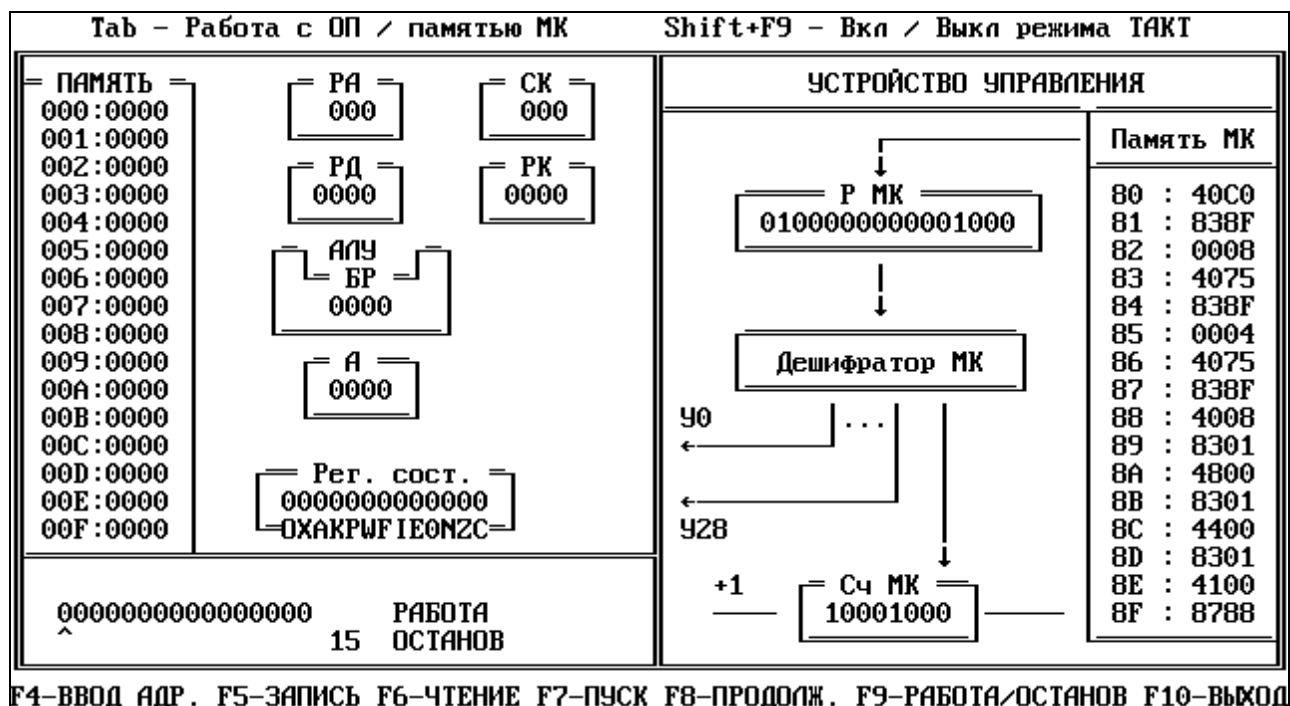 Tab – Работа с ОП / памятью МК Shift+F9 – Вкл / Выкл режима ТАКТ
ПАМЯТЬ РА СК УСТРОЙСТВО УПРАВЛЕНИЯ
000:0000 000 000
001:0000 Память МК
002:0000 РД РК
003:0000 0000 0000 Р МК 80 : 40C0
004:0000 0100000000001000 81 : 838F
005:0000 АЛУ 82 : 0008
006:0000 БР 83 : 4075
007:0000 0000 84 : 838F
008:0000 85 : 0004
009:0000 А Дешифратор МК 86 : 4075
00A:0000 0000 87 : 838F
00B:0000 У0 ... 88 : 4008
00C:0000 89 : 8301
00D:0000 Рег. сост. 8A : 4800
00E:0000 0000000000000 8B : 8301
00F:0000 OXAKPWFIE0NZC У28 8C : 4400
8D : 8301
+1 Сч МК 8E : 4100
0000000000000000 РАБОТА 10001000 8F : 8788
^ 15 ОСТАНОВ
F4–ВВОД АДР. F5–ЗАПИСЬ F6–ЧТЕНИЕ F7–ПУСК F8–ПРОДОЛЖ. F9–РАБОТА/ОСТАНОВ F10–ВЫХОД